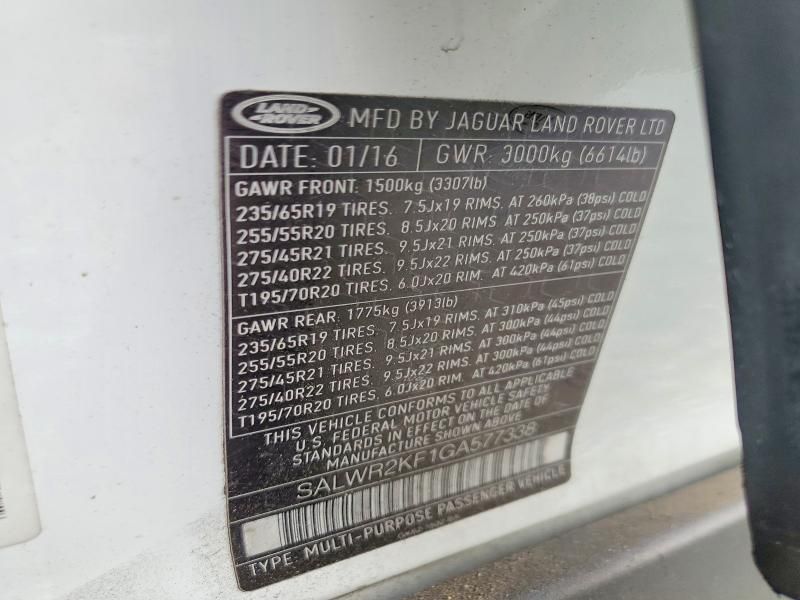 LAND ROVER MFD BY JAGUAR LAND ROVER LTD
DATE: 01/16 GWR: 3000kg (6614lb)
GAWR FRONT: 1500kg (3307lb)
235/65R19 TIRES. 7.5Jx19 RIMS. AT 260kPa (38psi) COLD
255/55R20 TIRES. 8.5Jx20 RIMS. AT 250kPa (37psi) COLD
275/45R21 TIRES. 9.5Jx21 RIMS. AT 250kPa (37psi) COLD
275/40R22 TIRES. 9.5Jx22 RIMS. AT 250kPa (37psi) COLD
T195/70R20 TIRES. 6.0Jx20 RIM. AT 420kPa (61psi) COLD
GAWR REAR: 1775kg (3913lb)
235/65R19 TIRES. 7.5Jx19 RIMS. AT 310kPa (45psi) COLD
255/55R20 TIRES. 8.5Jx20 RIMS. AT 300kPa (44psi) COLD
275/45R21 TIRES. 9.5Jx21 RIMS. AT 300kPa (44psi) COLD
275/40R22 TIRES. 9.5Jx22 RIMS. AT 300kPa (44psi) COLD
T195/70R20 TIRES. 6.0Jx20 RIM. AT 420kPa (61psi) COLD
THIS VEHICLE CONFORMS TO ALL APPLICABLE
U.S. FEDERAL MOTOR VEHICLE SAFETY
STANDARDS IN EFFECT ON THE DATE OF
MANUFACTURE SHOWN ABOVE
SALWR2KF1GA577338
TYPE: MULTI-PURPOSE PASSENGER VEHICLE